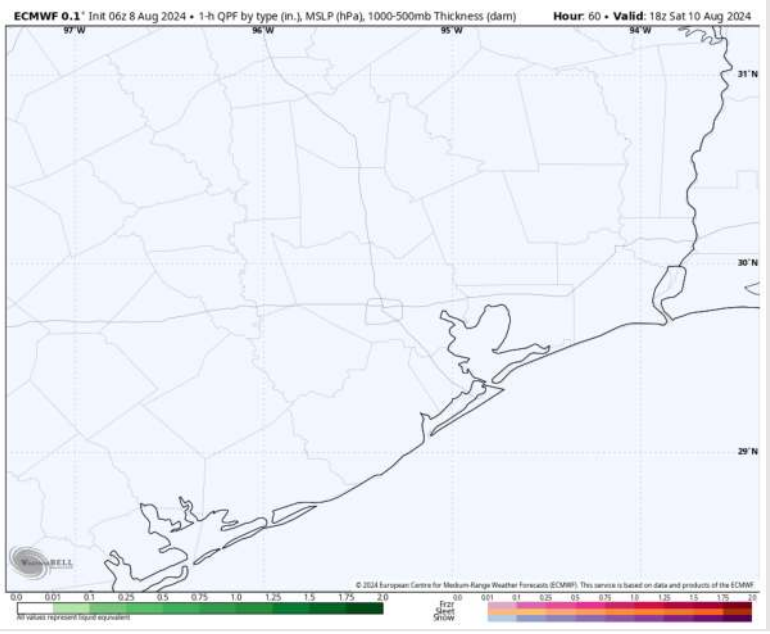 ECMWF 0.1° Init 06z 8 Aug 2024 • 1-h QPF by type (in.), MSLP (hPa), 1000-500mb Thickness (dam) Hour: 60 • Valid: 18z Sat 10 Aug 2024
97°W 96°W 95°W 94°W
31°N
30°N
29°N
WeatherBELL
© 2024 European Centre for Medium-Range Weather Forecasts (ECMWF). This service is based on data and products of the ECMWF
0.0 0.01 0.1 0.25 0.5 0.75 1.0 1.25 1.5 1.75 2.0 0.0 0.01 0.1 0.25 0.5 0.75 1.0 1.25 1.5 1.75 2.0
Frzr
Sleet
Snow
All values represent liquid equivalent